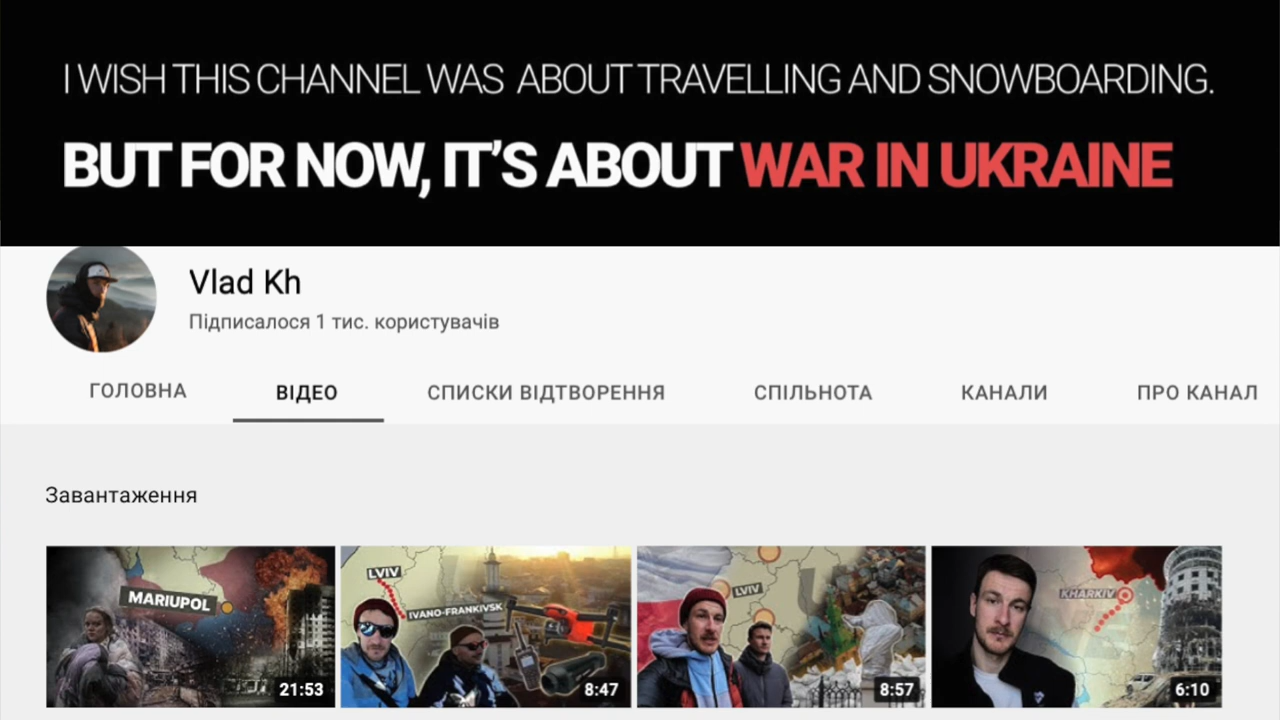 I WISH THIS CHANNEL WAS ABOUT TRAVELLING AND SNOWBOARDING.
BUT FOR NOW, IT'S ABOUT WAR IN UKRAINE
Vlad Kh
Підписалося 1 тис. користувачів
ГОЛОВНА ВІДЕО СПИСКИ ВІДТВОРЕННЯ СПІЛЬНОТА КАНАЛИ ПРО КАНАЛ
Завантаження
MARIUPOL
21:53
LVIV
IVANO-FRANKIVSK
8:47
LVIV
8:57
KHARKIV
6:10